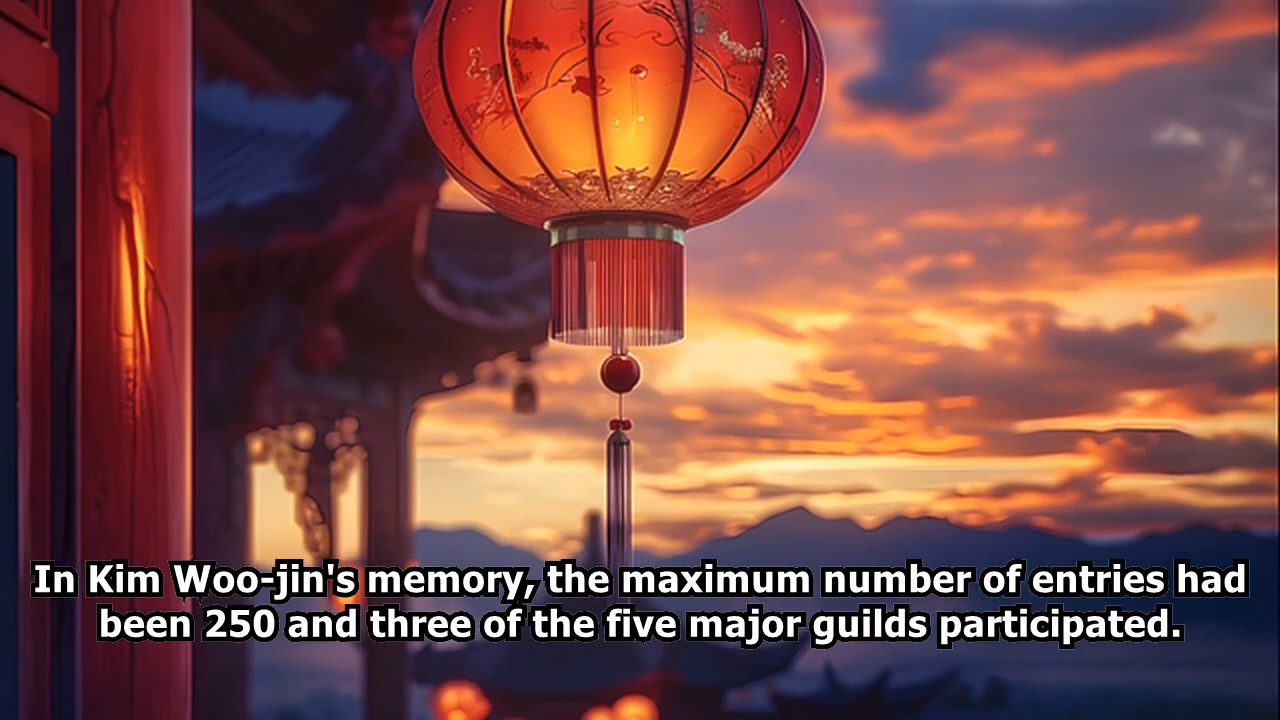 In Kim Woo-jin's memory, the maximum number of entries had
been 250 and three of the five major guilds participated.